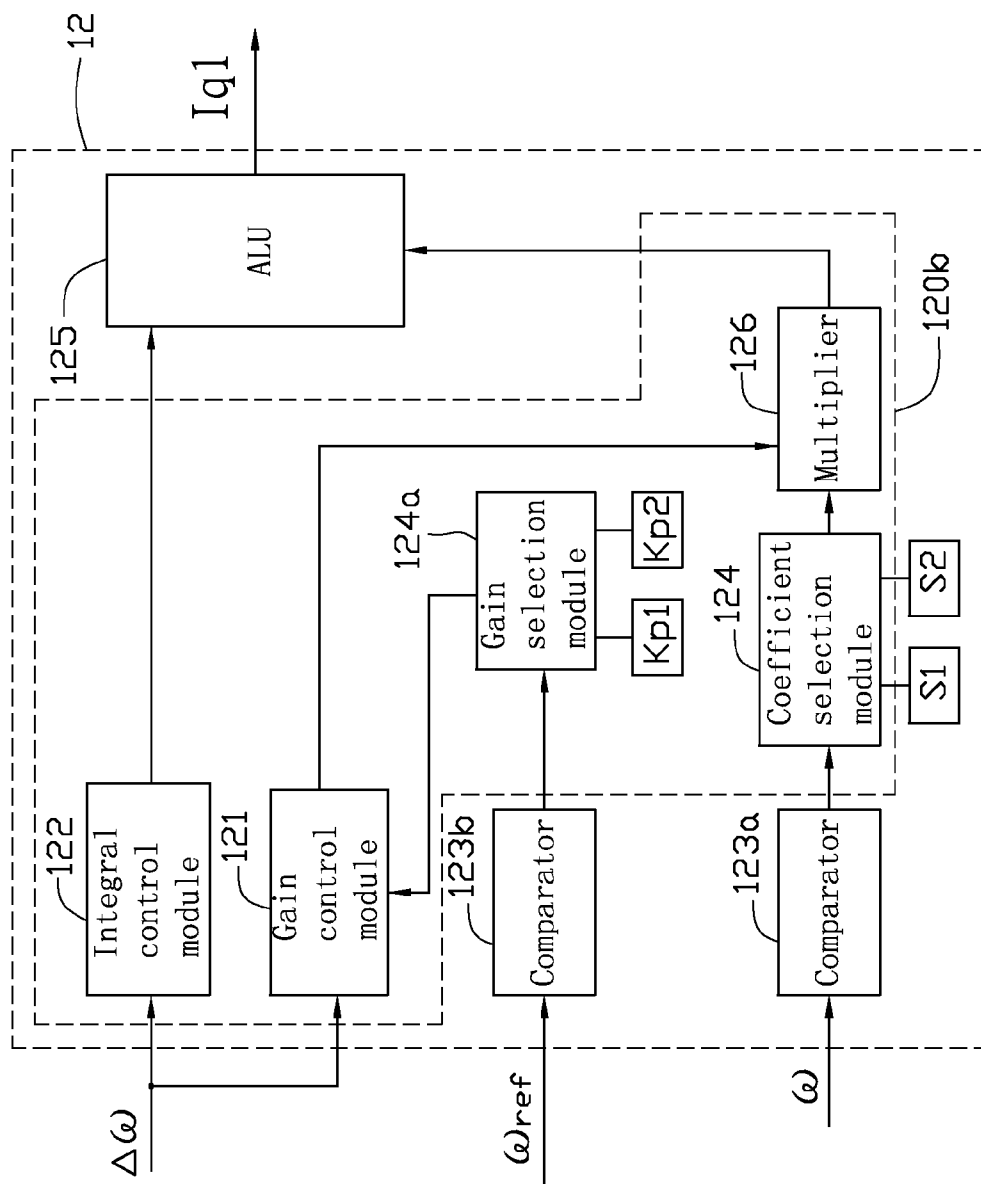 12
Iq1
125
ALU
122
Integral
control
module
Δω
121
Gain
control
module
124a
Gain
selection
module
Kp1
Kp2
126
Multiplier
120b
123b
Comparator
ωref
124
Coefficient
selection
module
S1
S2
123a
Comparator
ω